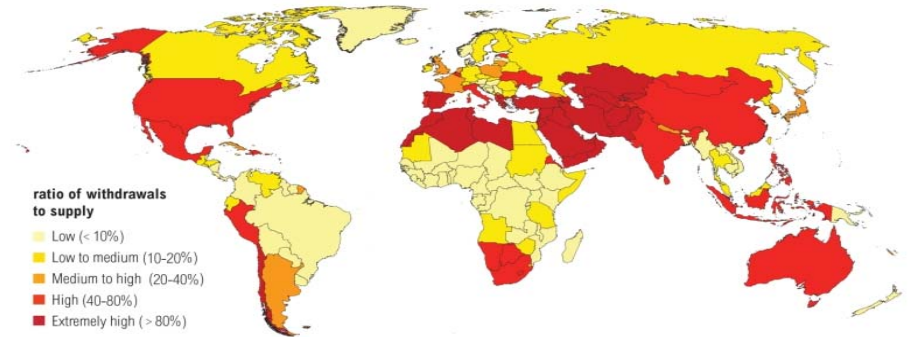 ratio of withdrawals
to supply
Low (< 10%)
Low to medium (10-20%)
Medium to high (20-40%)
High (40-80%)
Extremely high (> 80%)